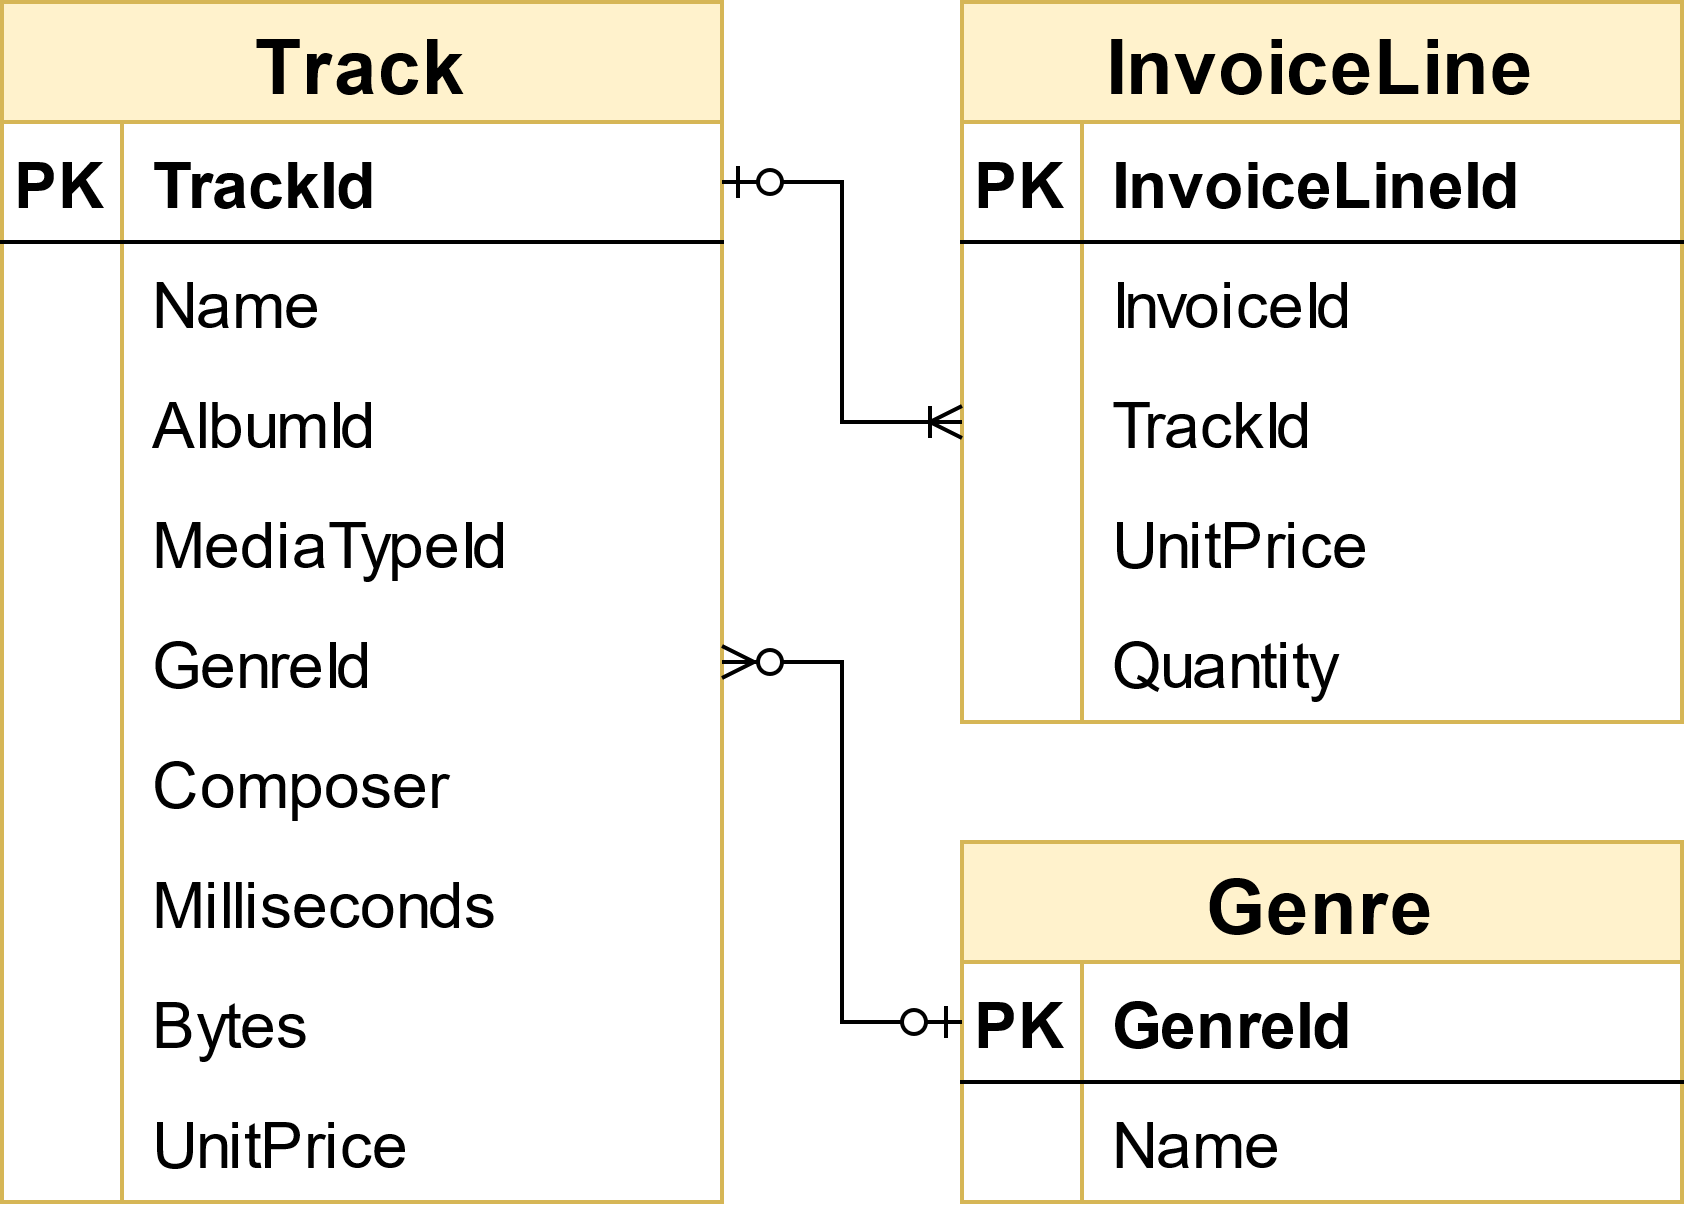 Track
PK TrackId
Name
AlbumId
MediaTypeId
GenreId
Composer
Milliseconds
Bytes
UnitPrice
InvoiceLine
PK InvoiceLineId
InvoiceId
TrackId
UnitPrice
Quantity
Genre
PK GenreId
Name